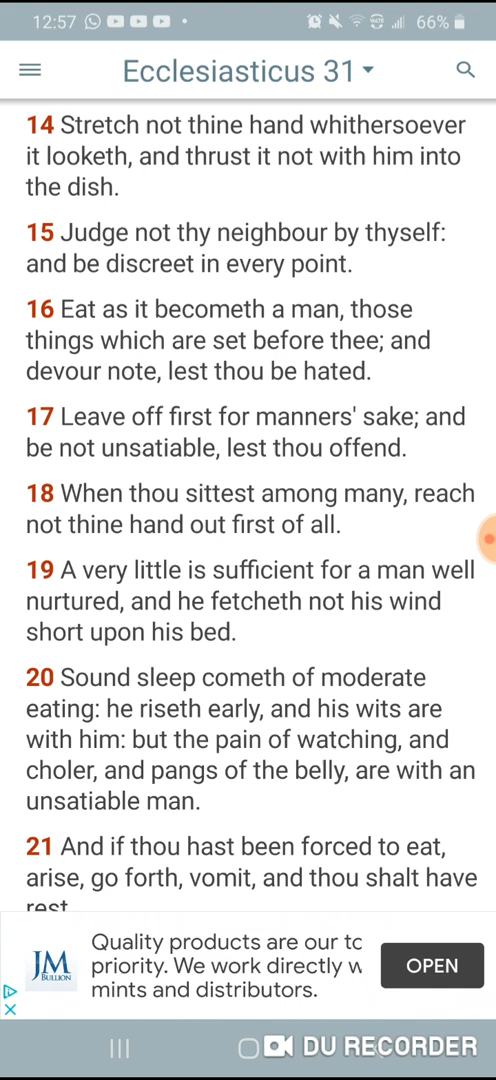 12:57 66%
Ecclesiasticus 31
14 Stretch not thine hand whithersoever
it looketh, and thrust it not with him into
the dish.
15 Judge not thy neighbour by thyself:
and be discreet in every point.
16 Eat as it becometh a man, those
things which are set before thee; and
devour note, lest thou be hated.
17 Leave off first for manners' sake; and
be not unsatiable, lest thou offend.
18 When thou sittest among many, reach
not thine hand out first of all.
19 A very little is sufficient for a man well
nurtured, and he fetcheth not his wind
short upon his bed.
20 Sound sleep cometh of moderate
eating: he riseth early, and his wits are
with him: but the pain of watching, and
choler, and pangs of the belly, are with an
unsatiable man.
21 And if thou hast been forced to eat,
arise, go forth, vomit, and thou shalt have
rest
Quality products are our to
priority. We work directly w
mints and distributors.
JM
BULLION
OPEN
DU RECORDER